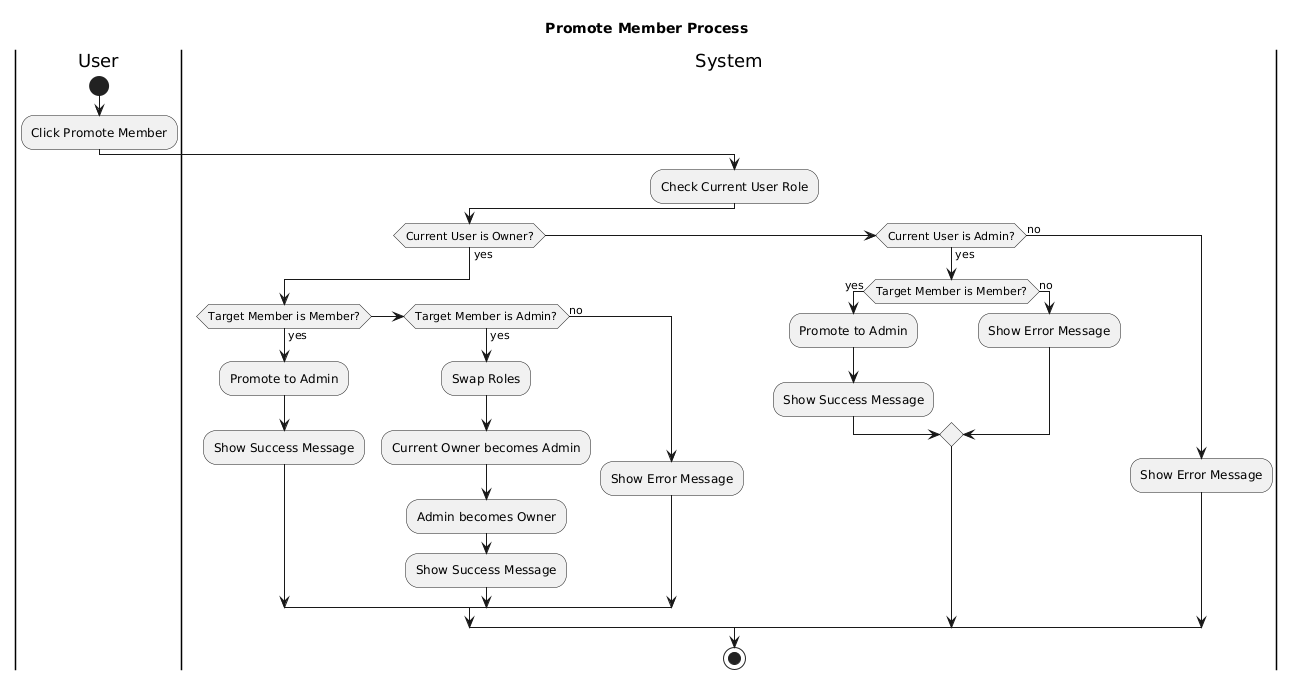 Promote Member Process
User
System
Click Promote Member
Check Current User Role
Current User is Owner?
yes
Current User is Admin?
no
yes
Target Member is Member?
yes
Target Member is Admin?
no
yes
yes
Target Member is Member?
no
Promote to Admin
Show Error Message
Promote to Admin
Swap Roles
Show Success Message
Show Success Message
Current Owner becomes Admin
Show Error Message
Show Error Message
Admin becomes Owner
Show Success Message